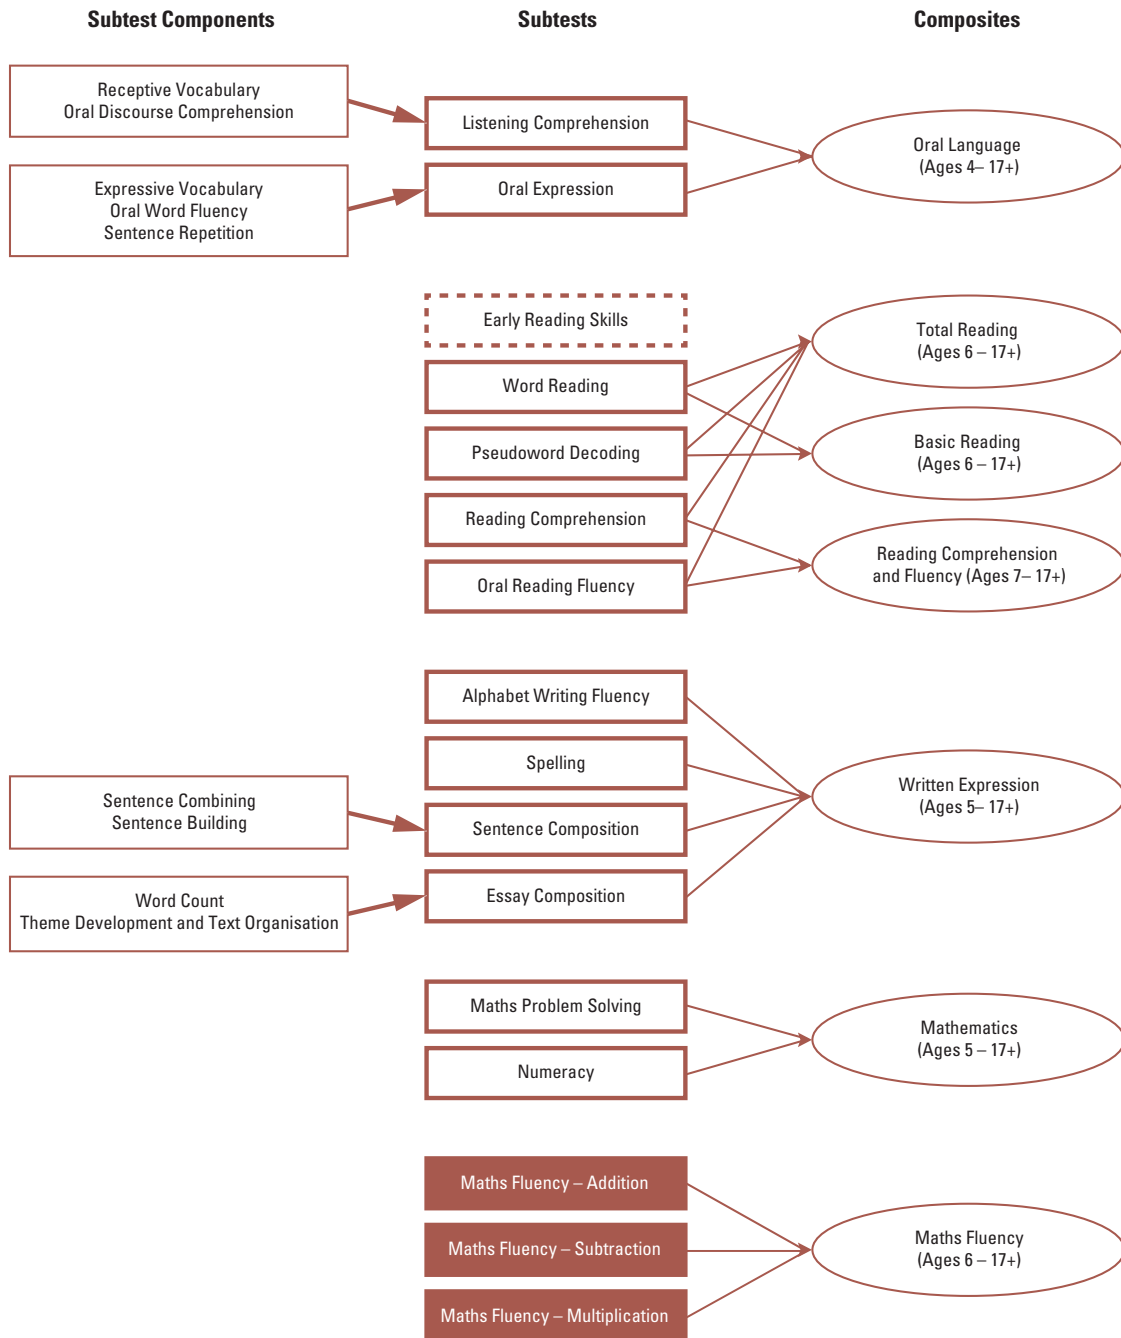 Subtest Components
Subtests
Composites
Receptive Vocabulary
Oral Discourse Comprehension
Listening Comprehension
Oral Language
(Ages 4– 17+)
Expressive Vocabulary
Oral Word Fluency
Sentence Repetition
Oral Expression
Early Reading Skills
Total Reading
(Ages 6 – 17+)
Word Reading
Pseudoword Decoding
Basic Reading
(Ages 6 – 17+)
Reading Comprehension
Reading Comprehension
and Fluency (Ages 7– 17+)
Oral Reading Fluency
Alphabet Writing Fluency
Spelling
Written Expression
(Ages 5– 17+)
Sentence Combining
Sentence Building
Sentence Composition
Word Count
Theme Development and Text Organisation
Essay Composition
Maths Problem Solving
Mathematics
(Ages 5 – 17+)
Numeracy
Maths Fluency – Addition
Maths Fluency – Subtraction
Maths Fluency
(Ages 6 – 17+)
Maths Fluency – Multiplication